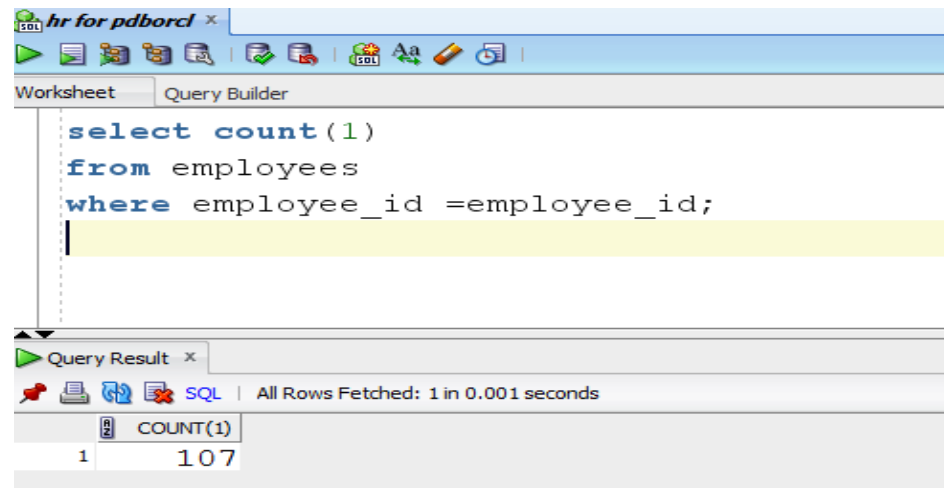 hr for pdborcl
Worksheet Query Builder
select count(1)
from employees
where employee_id =employee_id;
Query Result
SQL | All Rows Fetched: 1 in 0.001 seconds
COUNT(1)
1 107